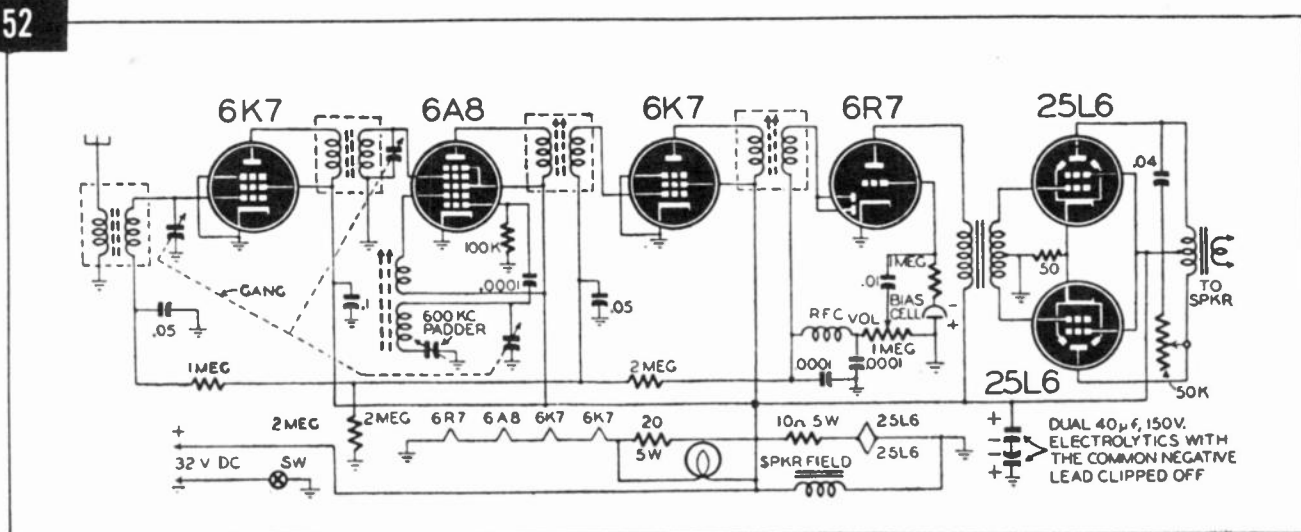 52
6K7
6A8
6K7
6R7
25L6
.04
100K
50
1MEG
.01
BIAS
CELL
-
+
TO
SPKR
GANG
.1
.0001
.05
.05
600 KC
PADDER
RFC
VOL
1MEG
.0001
.0001
1MEG
2MEG
25L6
50K
2MEG
2MEG
6R7
6A8
6K7
6K7
20
5W
10Ω 5W
25L6
25L6
SPKR FIELD
+
32 V DC
-
SW
+
-
-
+
DUAL 40µf, 150V.
ELECTROLYTICS WITH
THE COMMON NEGATIVE
LEAD CLIPPED OFF